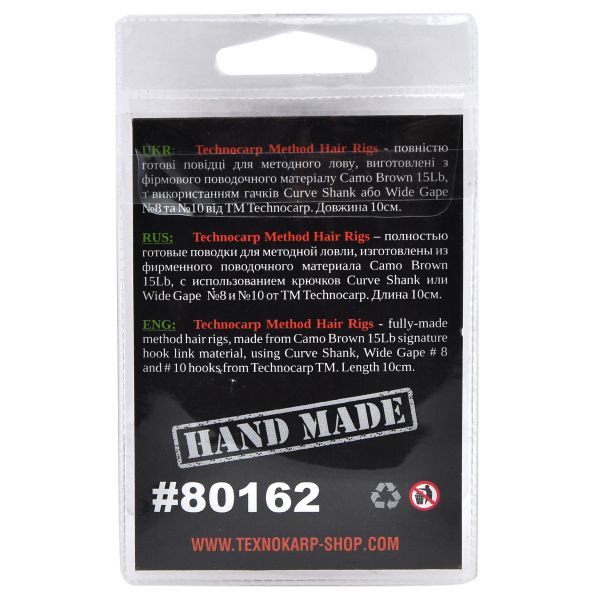 UKR: Technocarp Method Hair Rigs - повністю
готові повідці для методного лову, виготовлені з
фірмового поводочного матеріалу Camo Brown 15Lb,
з використанням гачків Curve Shank або Wide Gape
№8 та №10 від ТМ Technocarp. Довжина 10см.
RUS: Technocarp Method Hair Rigs – полностью
готовые поводки для методной ловли, изготовлены из
фирменного поводочного материала Camo Brown
15Lb, с использованием крючков Curve Shank или
Wide Gape №8 и №10 от ТМ Technocarp. Длина 10см.
ENG: Technocarp Method Hair Rigs - fully-made
method hair rigs, made from Camo Brown 15Lb signature
hook link material, using Curve Shank, Wide Gape # 8
and # 10 hooks from Technocarp TM. Length 10cm.
HAND MADE
#80162
WWW.TEXNOKARP-SHOP.COM